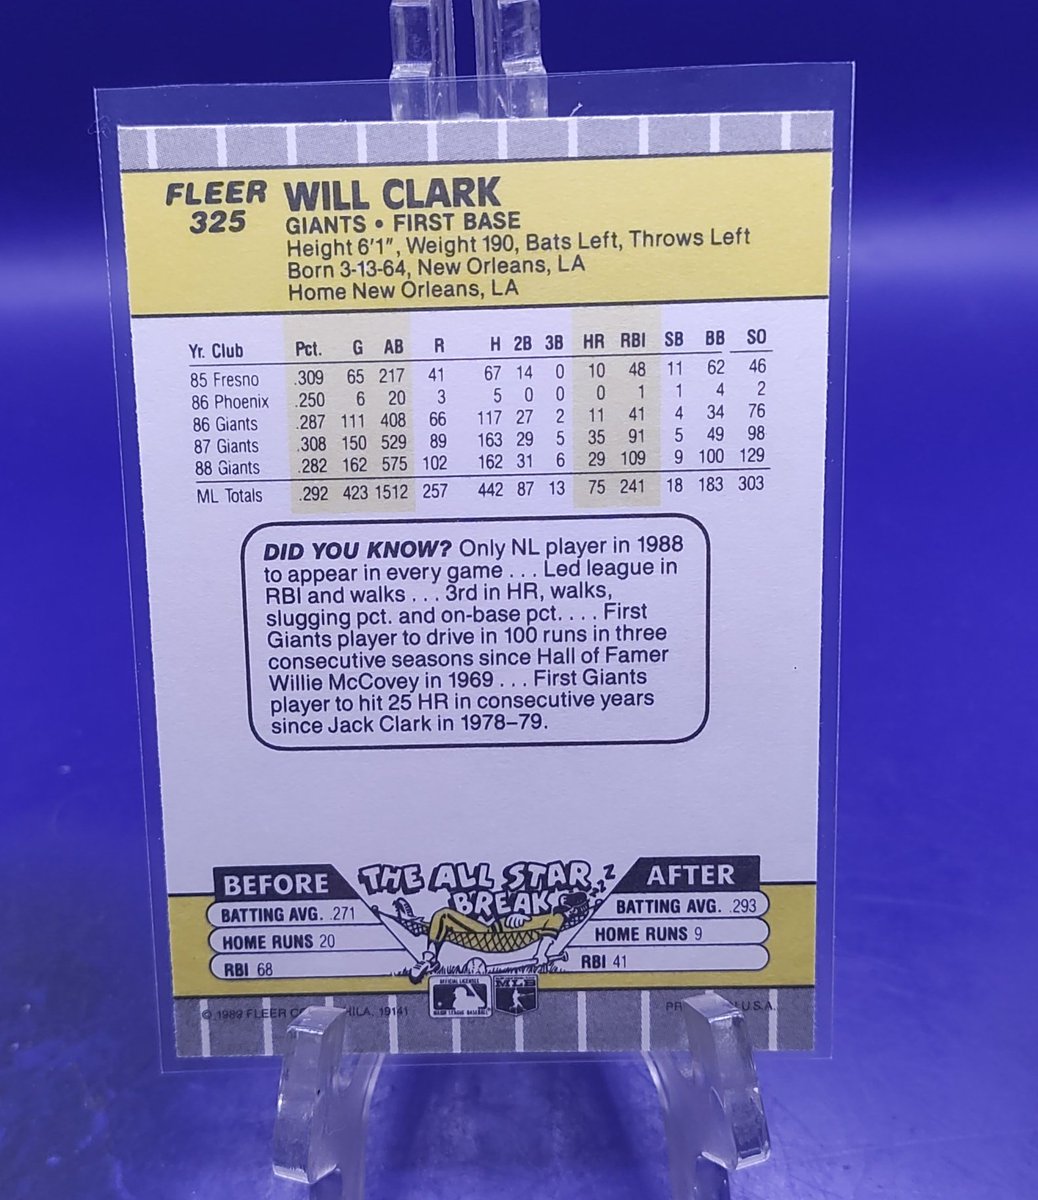 FLEER WILL CLARK
325 GIANTS • FIRST BASE
Height 6'1", Weight 190, Bats Left, Throws Left
Born 3-13-64, New Orleans, LA
Home New Orleans, LA
Yr. Club Pct. G AB R H 2B 3B HR RBI SB BB SO
85 Fresno .309 65 217 41 67 14 0 10 48 11 62 46
86 Phoenix .250 6 20 3 5 0 0 0 1 1 4 2
86 Giants .287 111 408 66 117 27 2 11 41 4 34 76
87 Giants .308 150 529 89 163 29 5 35 91 5 49 98
88 Giants .282 162 575 102 162 31 6 29 109 9 100 129
ML Totals .292 423 1512 257 442 87 13 75 241 18 183 303
DID YOU KNOW? Only NL player in 1988
to appear in every game . . . Led league in
RBI and walks . . . 3rd in HR, walks,
slugging pct. and on-base pct. . . . First
Giants player to drive in 100 runs in three
consecutive seasons since Hall of Famer
Willie McCovey in 1969 . . . First Giants
player to hit 25 HR in consecutive years
since Jack Clark in 1978–79.
BEFORE
BATTING AVG. .271
HOME RUNS 20
RBI 68
THE ALL STAR
BREAK
Z Z Z
AFTER
BATTING AVG. .293
HOME RUNS 9
RBI 41
OFFICIAL LICENSEE
MAJOR LEAGUE BASEBALL
MLB
© 1989 FLEER 19141
U.S.A.